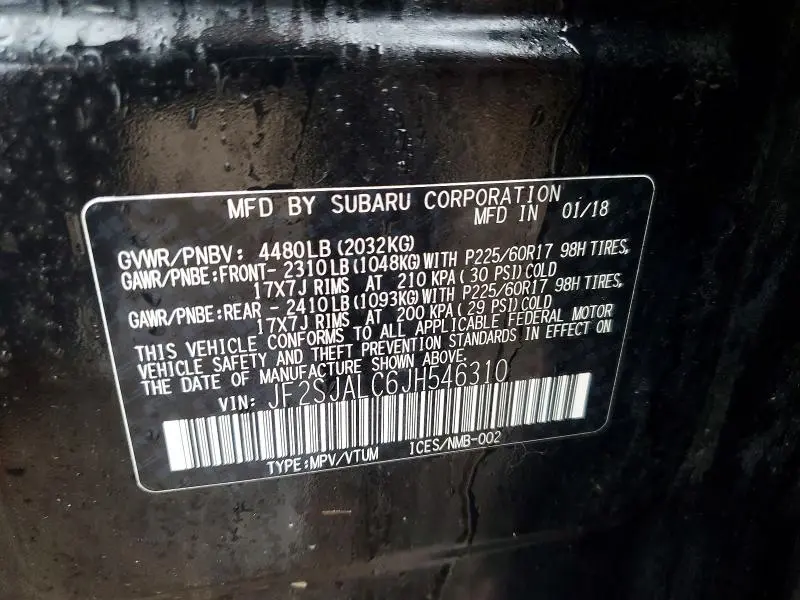 MFD BY SUBARU CORPORATION
MFD IN 01/18
GVWR/PNBV: 4480LB (2032KG)
GAWR/PNBE:FRONT- 2310LB (1048KG) WITH P225/60R17 98H TIRES,
17X7J RIMS AT 210 KPA (30 PSI) COLD
GAWR/PNBE:REAR - 2410LB (1093KG) WITH P225/60R17 98H TIRES,
17X7J RIMS AT 200 KPA (29 PSI) COLD
THIS VEHICLE CONFORMS TO ALL APPLICABLE FEDERAL MOTOR
VEHICLE SAFETY AND THEFT PREVENTION STANDARDS IN EFFECT ON
THE DATE OF MANUFACTURE SHOWN ABOVE.
VIN: JF2SJALC6JH546310
TYPE:MPV/VTUM ICES/NMB-002